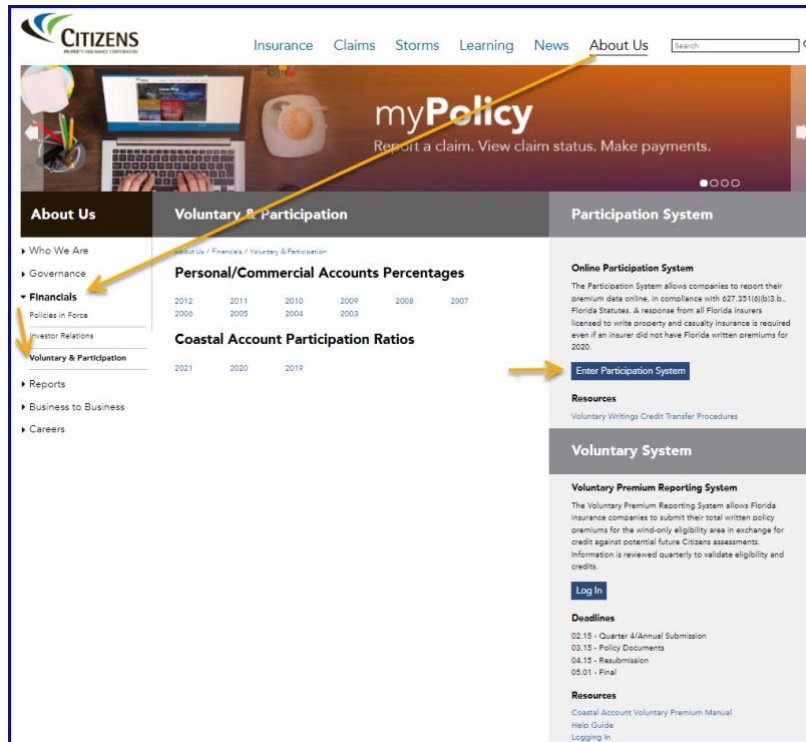 CITIZENS
PROPERTY INSURANCE CORPORATION
Insurance Claims Storms Learning News About Us Search
myPolicy
Report a claim. View claim status. Make payments.
About Us
Who We Are
Governance
Financials
Policies in Force
Investor Relations
Voluntary & Participation
Reports
Business to Business
Careers
Voluntary & Participation
About Us / Financials / Voluntary & Participation
Personal/Commercial Accounts Percentages
2012 2011 2010 2009 2008 2007
2006 2005 2004 2003
Coastal Account Participation Ratios
2021 2020 2019
Participation System
Online Participation System
The Participation System allows companies to report their
premium data online, in compliance with 627.351(6)(b)3.b.,
Florida Statutes. A response from all Florida insurers
licensed to write property and casualty insurance is required
even if an insurer did not have Florida written premiums for
2020.
Enter Participation System
Resources
Voluntary Writings Credit Transfer Procedures
Voluntary System
Voluntary Premium Reporting System
The Voluntary Premium Reporting System allows Florida
insurance companies to submit their total written policy
premiums for the wind-only eligibility area in exchange for
credit against potential future Citizens assessments.
Information is reviewed quarterly to validate eligibility and
credits.
Log In
Deadlines
02.15 - Quarter 4/Annual Submission
03.15 - Policy Documents
04.15 - Resubmission
05.01 - Final
Resources
Coastal Account Voluntary Premium Manual
Help Guide
Logging In